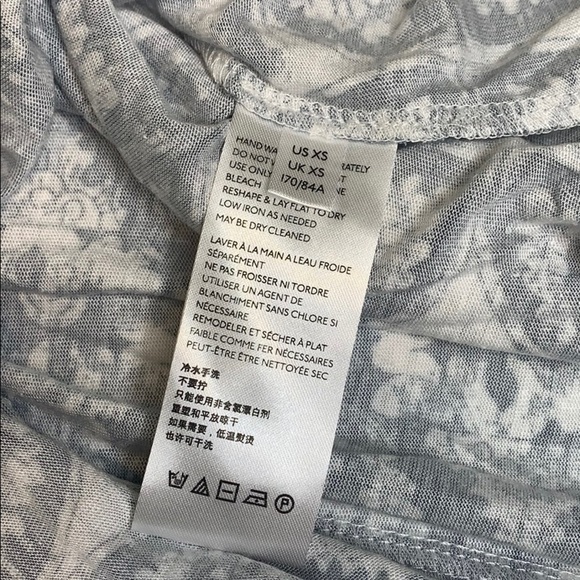 US XS
UK XS
170/84A
HAND WA ATELY
DO NOT
USE ONLY NE
BLEACH
RESHAPE & LAY FLAT TO DRY
LOW IRON AS NEEDED
MAY BE DRY CLEANED
LAVER À LA MAIN A LEAU FROIDE
SÉPARÉMENT
NE PAS FROISSER NI TORDRE
UTILISER UN AGENT DE
BLANCHIMENT SANS CHLORE SI
NÉCESSAIRE
REMODELER ET SÉCHER À PLAT
FAIBLE COMME FER NÉCESSAIRES
PEUT-ÊTRE ÊTRE NETTOYÉE SEC
冷水手洗
不要拧
只能使用非含氯漂白剂
重塑和平放晾干
如果需要，低温熨烫
也许可干洗
P